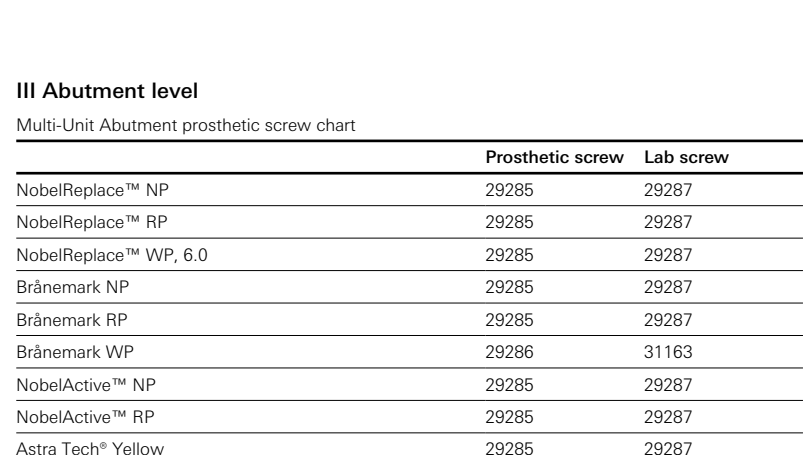 III Abutment level
Multi-Unit Abutment prosthetic screw chart
Prosthetic screw Lab screw
NobelReplace™ NP 29285 29287
NobelReplace™ RP 29285 29287
NobelReplace™ WP, 6.0 29285 29287
Brånemark NP 29285 29287
Brånemark RP 29285 29287
Brånemark WP 29286 31163
NobelActive™ NP 29285 29287
NobelActive™ RP 29285 29287
Astra Tech® Yellow 29285 29287